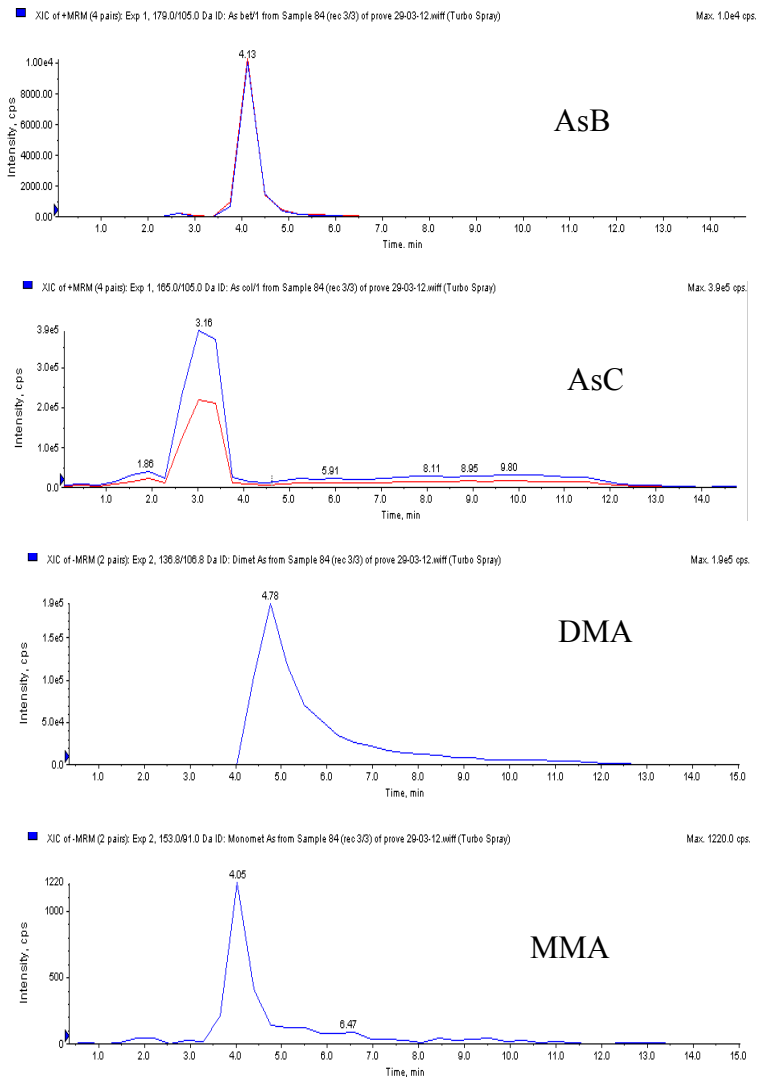 XIC of +MRM (4 pairs): Exp 1, 179.0/105.0 Da ID: As bet/1 from Sample 84 (rec 3/3) of prove 29-03-12.wiff (Turbo Spray) Max. 1.0e4 cps.
4.13
1.00e4
8000.00
6000.00
4000.00
2000.00
0.00
Intensity, cps
AsB
1.0 2.0 3.0 4.0 5.0 6.0 7.0 8.0 9.0 10.0 11.0 12.0 13.0 14.0
Time, min
XIC of +MRM (4 pairs): Exp 1, 165.0/105.0 Da ID: As col/1 from Sample 84 (rec 3/3) of prove 29-03-12.wiff (Turbo Spray) Max. 3.9e5 cps.
3.9e5
3.0e5
2.0e5
1.0e5
0.0
Intensity, cps
3.16
AsC
1.86 5.91 8.11 8.95 9.80
1.0 2.0 3.0 4.0 5.0 6.0 7.0 8.0 9.0 10.0 11.0 12.0 13.0 14.0
Time, min
XIC of -MRM (2 pairs): Exp 2, 136.8/106.8 Da ID: Dimet As from Sample 84 (rec 3/3) of prove 29-03-12.wiff (Turbo Spray) Max. 1.9e5 cps.
4.78
1.9e5
1.5e5
1.0e5
5.0e4
0.0
Intensity, cps
DMA
1.0 2.0 3.0 4.0 5.0 6.0 7.0 8.0 9.0 10.0 11.0 12.0 13.0 14.0 15.0
Time, min
XIC of -MRM (2 pairs): Exp 2, 153.0/91.0 Da ID: Monomet As from Sample 84 (rec 3/3) of prove 29-03-12.wiff (Turbo Spray) Max. 1220.0 cps.
4.05
1220
1000
500
0
Intensity, cps
MMA
6.47
1.0 2.0 3.0 4.0 5.0 6.0 7.0 8.0 9.0 10.0 11.0 12.0 13.0 14.0 15.0
Time, min